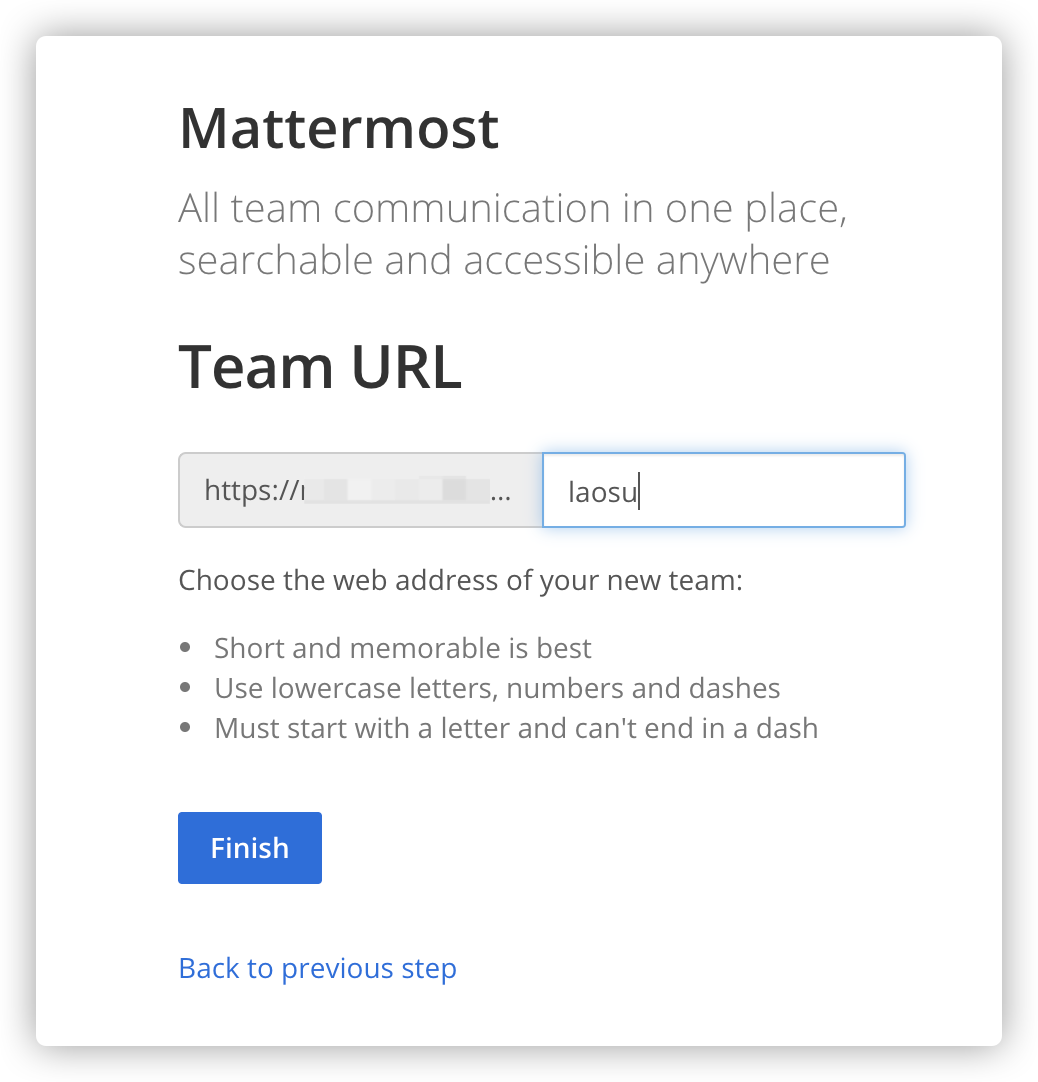 Mattermost
All team communication in one place,
searchable and accessible anywhere
Team URL
https:// ... laosu
Choose the web address of your new team:
• Short and memorable is best
• Use lowercase letters, numbers and dashes
• Must start with a letter and can't end in a dash
Finish
Back to previous step